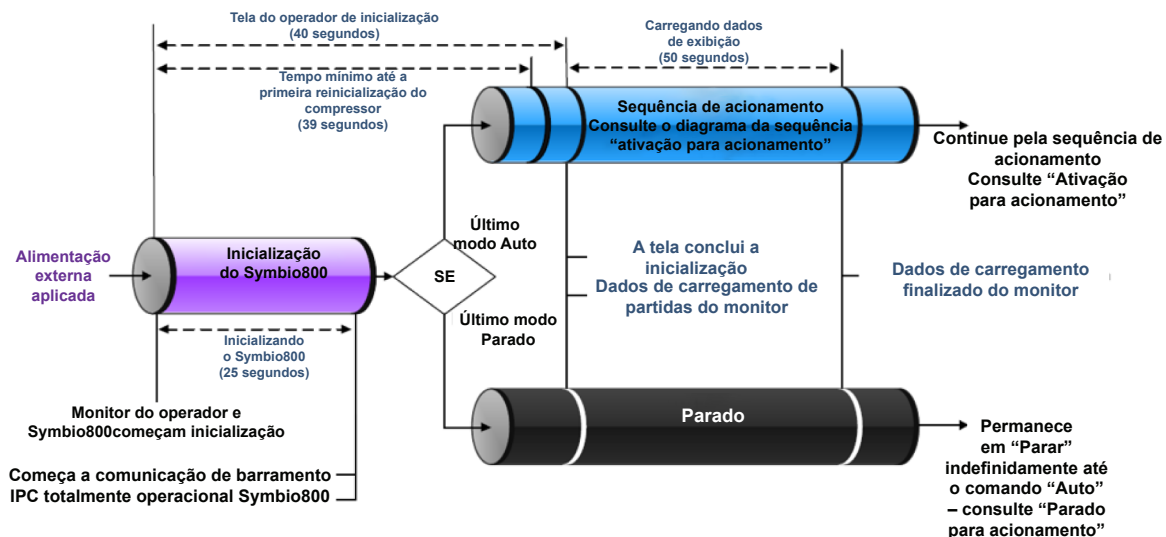 Tela do operador de inicialização
(40 segundos)
Carregando dados
de exibição
(50 segundos)
Tempo mínimo até a
primeira reinicialização do
compressor
(39 segundos)
Sequência de acionamento
Consulte o diagrama da sequência
“ativação para acionamento”
Continue pela sequência de
acionamento
Consulte “Ativação
para acionamento”
Último
modo Auto
Alimentação
externa
aplicada
Inicialização
do Symbio800
SE
A tela conclui a
inicialização
Dados de carregamento de
partidas do monitor
Dados de carregamento
finalizado do monitor
Último modo
Parado
Inicializando
o Symbio800
(25 segundos)
Monitor do operador e
Symbio800começam inicialização
Parado
Começa a comunicação de barramento
IPC totalmente operacional Symbio800
Permanece
em “Parar”
indefinidamente até
o comando “Auto”
– consulte “Parado
para acionamento”